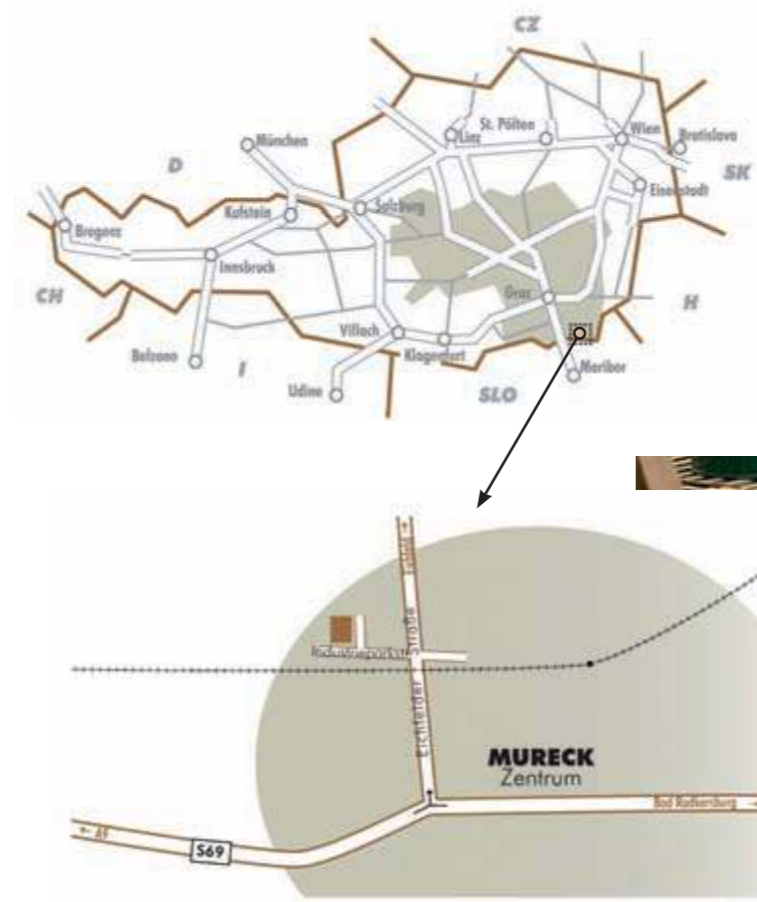 CZ
München
Linz
St. Pölten
Wien
Bratislava
D
SK
Eisenstadt
Kufstein
Salzburg
Bregenz
Innsbruck
CH
Graz
H
Villach
Klagenfurt
Bolzano
I
Udine
SLO
Maribor
Eichfelder Straße
MURECK
Zentrum
Bad Radkersburg →
← A9
S69